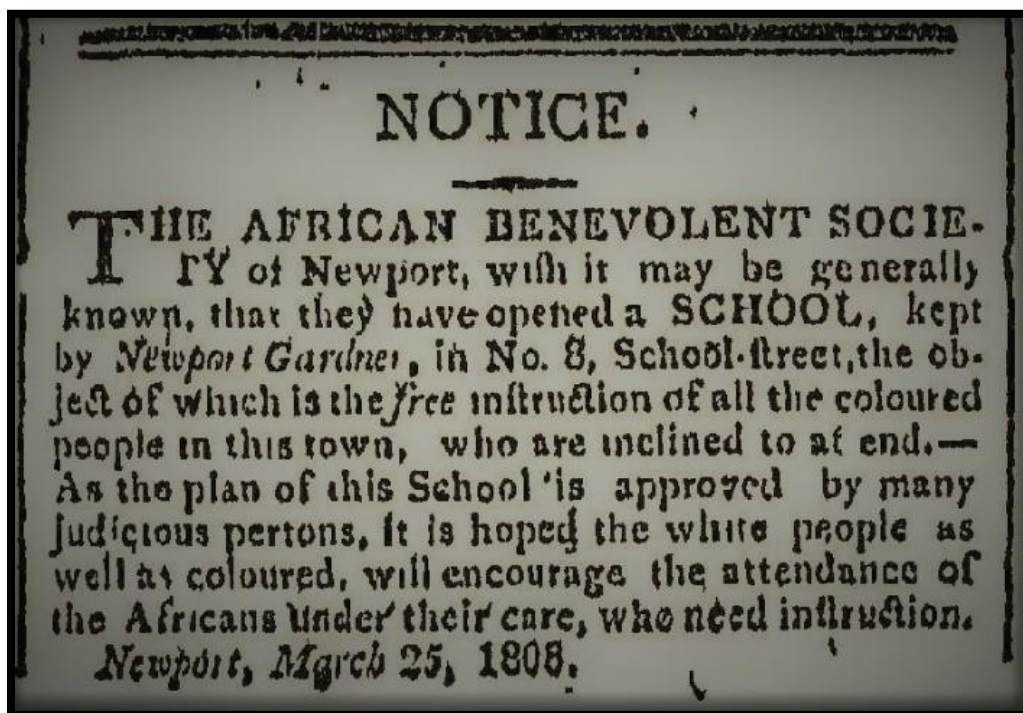 NOTICE.
THE AFRICAN BENEVOLENT SOCIE-
TY of Newport, wiſh it may be generally
known, that they have opened a SCHOOL, kept
by Newport Gardner, in No. 8, School-ſtreet, the ob-
ject of which is the free inſtruction of all the coloured
people in this town, who are inclined to at end.—
As the plan of this School is approved by many
judicious perſons, it is hoped the white people as
well as coloured, will encourage the attendance of
the Africans under their care, who need inſtruction.
Newport, March 25, 1808.